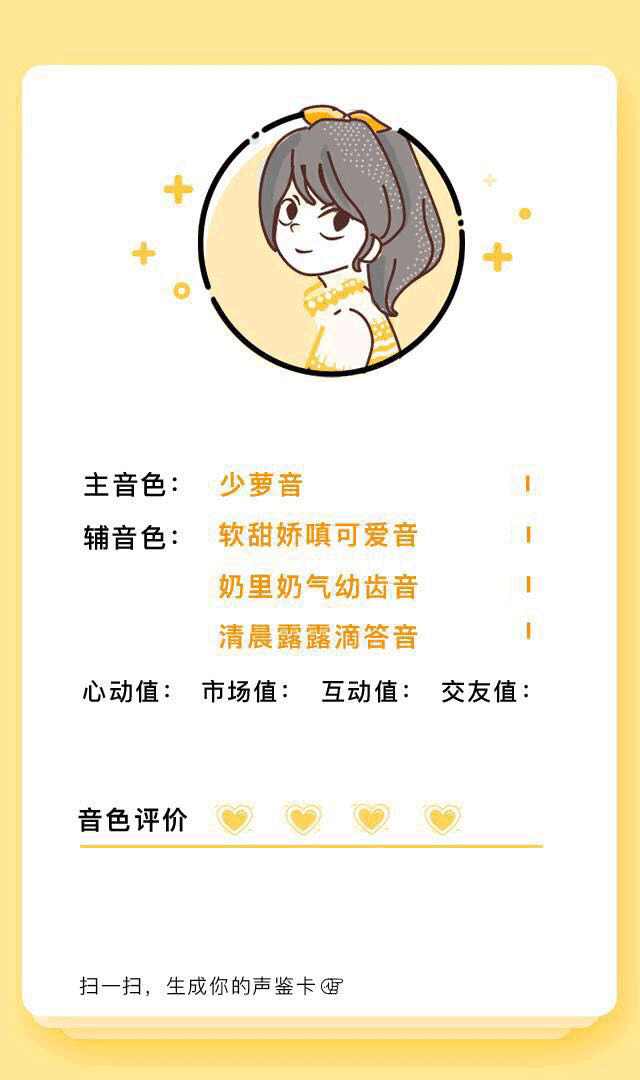 主音色： 少萝音
辅音色： 软甜娇嗔可爱音
奶里奶气幼齿音
清晨露露滴答音
心动值： 市场值： 互动值： 交友值：
音色评价
扫一扫，生成你的声鉴卡